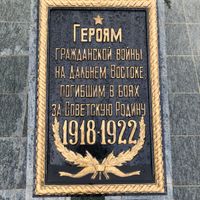 Героям
гражданской войны
на Дальнем Востоке
погибшим в боях
за Советскую Родину
1918-1922